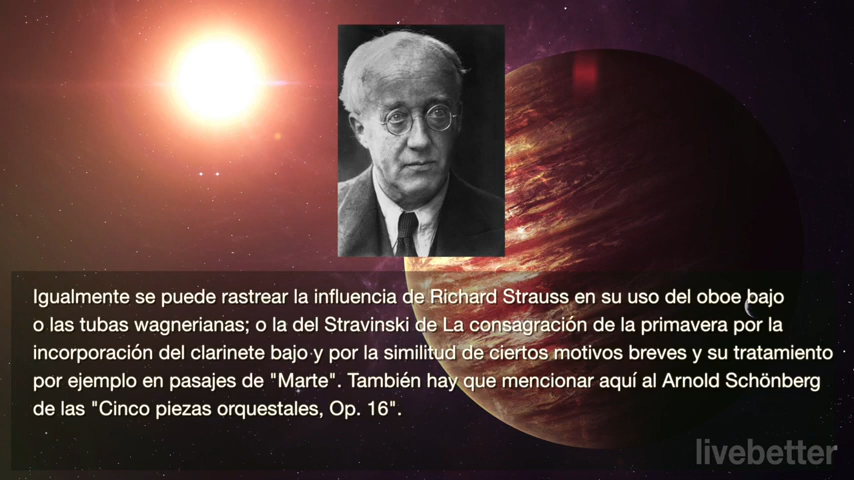 Igualmente se puede rastrear la influencia de Richard Strauss en su uso del oboe bajo
o las tubas wagnerianas; o la del Stravinski de La consagración de la primavera por la
incorporación del clarinete bajo y por la similitud de ciertos motivos breves y su tratamiento
por ejemplo en pasajes de "Marte". También hay que mencionar aquí al Arnold Schönberg
de las "Cinco piezas orquestales, Op. 16".
livebetter